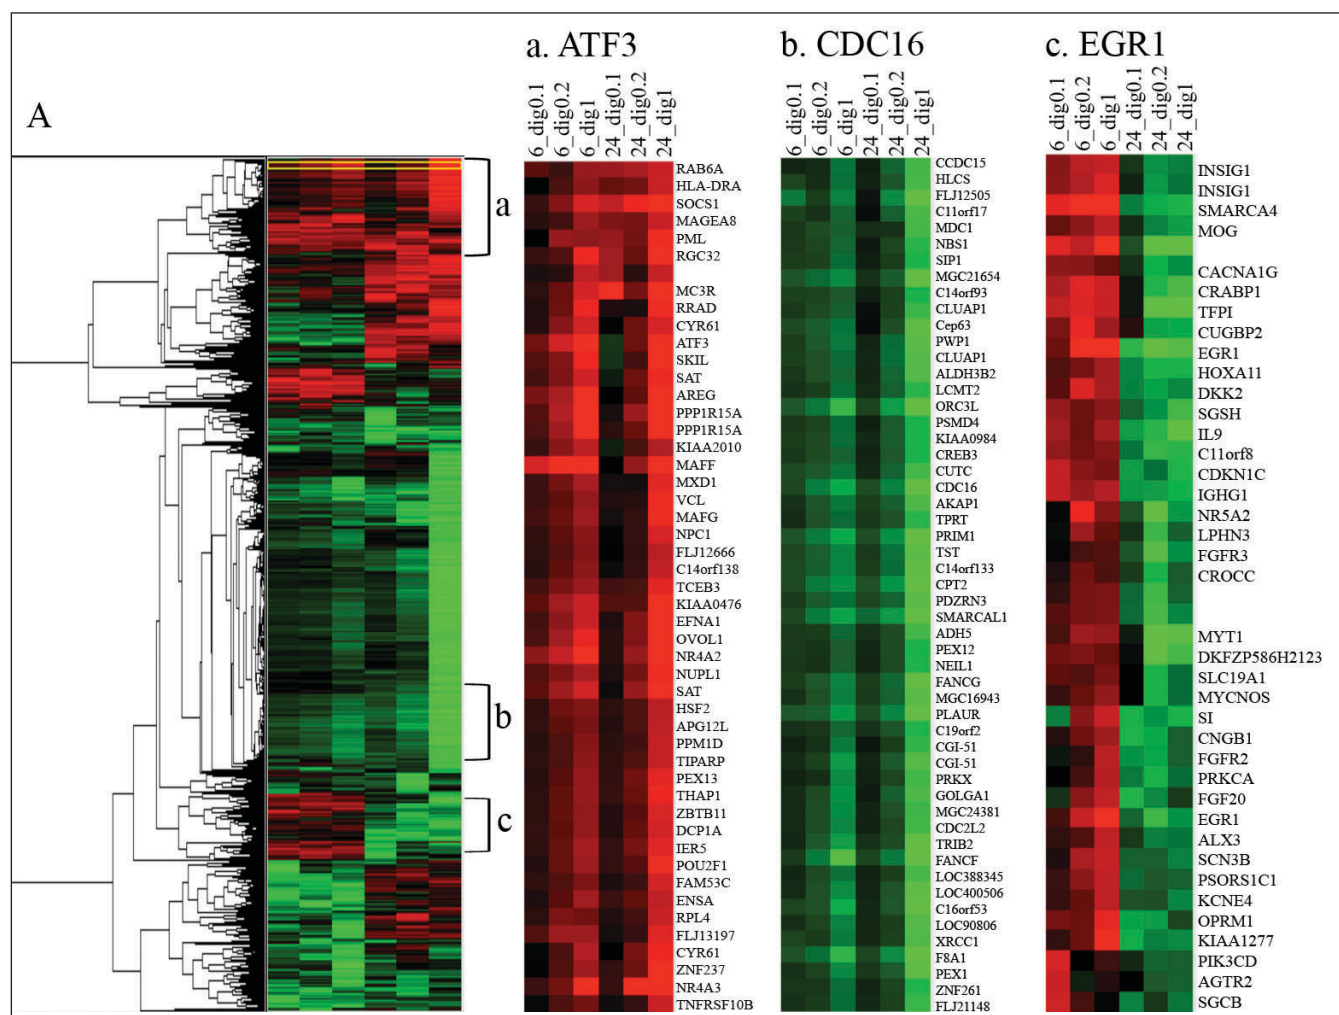 A
a
b
c
a. ATF3
6_dig0.1
6_dig0.2
6_dig1
24_dig0.1
24_dig0.2
24_dig1
RAB6A
HLA-DRA
SOCS1
MAGEA8
PML
RGC32
MC3R
RRAD
CYR61
ATF3
SKIL
SAT
AREG
PPP1R15A
PPP1R15A
KIAA2010
MAFF
MXD1
VCL
MAFG
NPC1
FLJ12666
C14orf138
TCEB3
KIAA0476
EFNA1
OVOL1
NR4A2
NUPL1
SAT
HSF2
APG12L
PPM1D
TIPARP
PEX13
THAP1
ZBTB11
DCP1A
IER5
POU2F1
FAM53C
ENSA
RPL4
FLJ13197
CYR61
ZNF237
NR4A3
TNFRSF10B
b. CDC16
6_dig0.1
6_dig0.2
6_dig1
24_dig0.1
24_dig0.2
24_dig1
CCDC15
HLCS
FLJ12505
C11orf17
MDC1
NBS1
SIP1
MGC21654
C14orf93
CLUAP1
Cep63
PWP1
CLUAP1
ALDH3B2
LCMT2
ORC3L
PSMD4
KIAA0984
CREB3
CUTC
CDC16
AKAP1
TPRT
PRIM1
TST
C14orf133
CPT2
PDZRN3
SMARCAL1
ADH5
PEX12
NEIL1
FANCG
MGC16943
PLAUR
C19orf2
CGI-51
CGI-51
PRKX
GOLGA1
MGC24381
CDC2L2
TRIB2
FANCF
LOC388345
LOC400506
C16orf53
LOC90806
XRCC1
F8A1
PEX1
ZNF261
FLJ21148
c. EGR1
6_dig0.1
6_dig0.2
6_dig1
24_dig0.1
24_dig0.2
24_dig1
INSIG1
INSIG1
SMARCA4
MOG
CACNA1G
CRABP1
TFPI
CUGBP2
EGR1
HOXA11
DKK2
SGSH
IL9
C11orf8
CDKN1C
IGHG1
NR5A2
LPHN3
FGFR3
CROCC
MYT1
DKFZP586H2123
SLC19A1
MYCNOS
SI
CNGB1
FGFR2
PRKCA
FGF20
EGR1
ALX3
SCN3B
PSORS1C1
KCNE4
OPRM1
KIAA1277
PIK3CD
AGTR2
SGCB